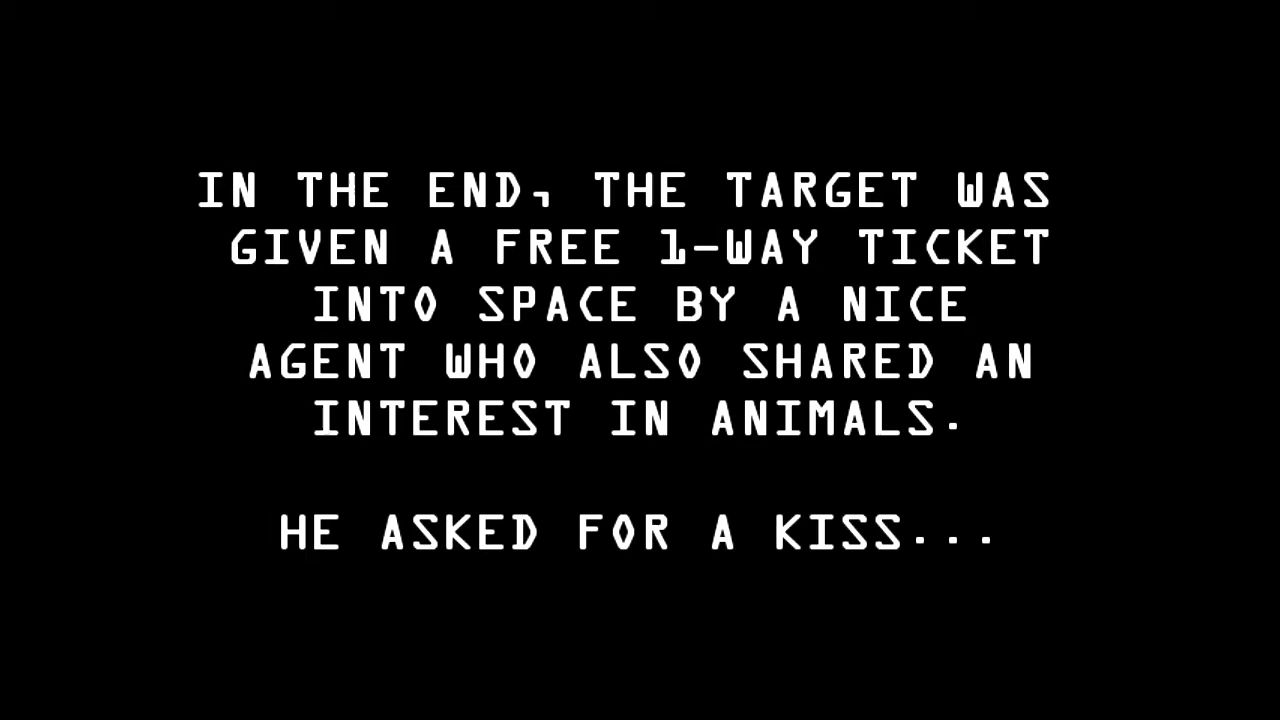 IN THE END, THE TARGET WAS
GIVEN A FREE 1-WAY TICKET
INTO SPACE BY A NICE
AGENT WHO ALSO SHARED AN
INTEREST IN ANIMALS.
HE ASKED FOR A KISS...